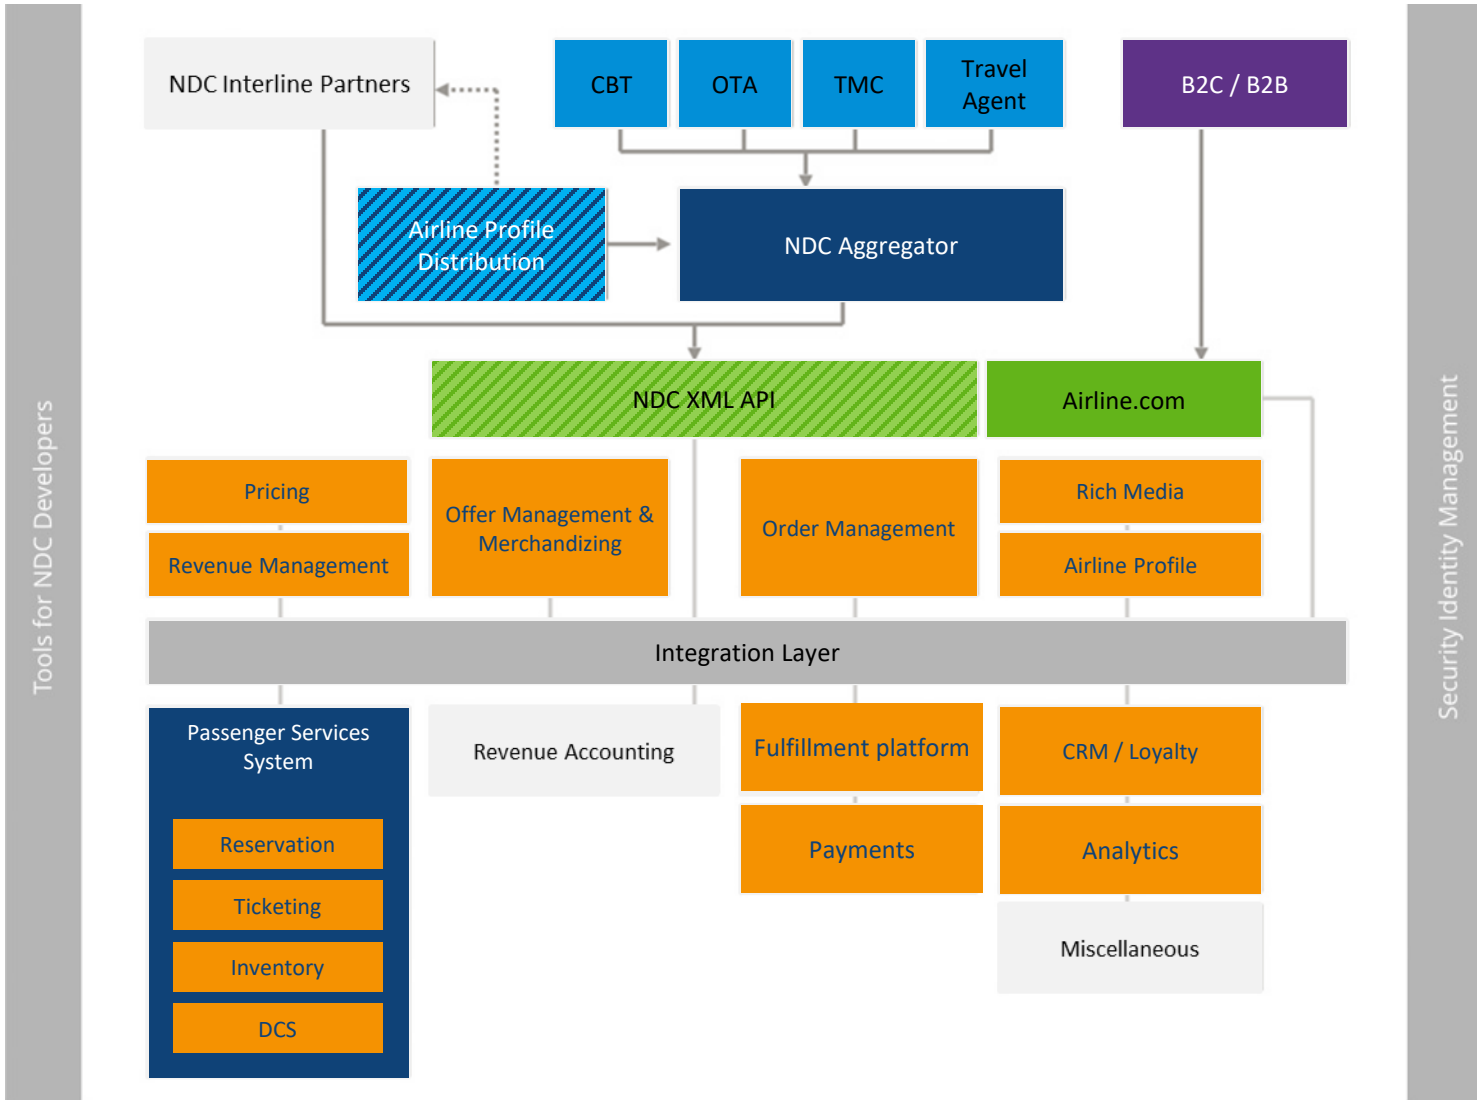 NDC Interline Partners
CBT
OTA
TMC
Travel
Agent
B2C / B2B
Airline Profile
Distribution
NDC Aggregator
NDC XML API
Airline.com
Tools for NDC Developers
Security Identity Management
Pricing
Revenue Management
Offer Management &
Merchandizing
Order Management
Rich Media
Airline Profile
Integration Layer
Passenger Services
System
Reservation
Ticketing
Inventory
DCS
Revenue Accounting
Fulfillment platform
Payments
CRM / Loyalty
Analytics
Miscellaneous